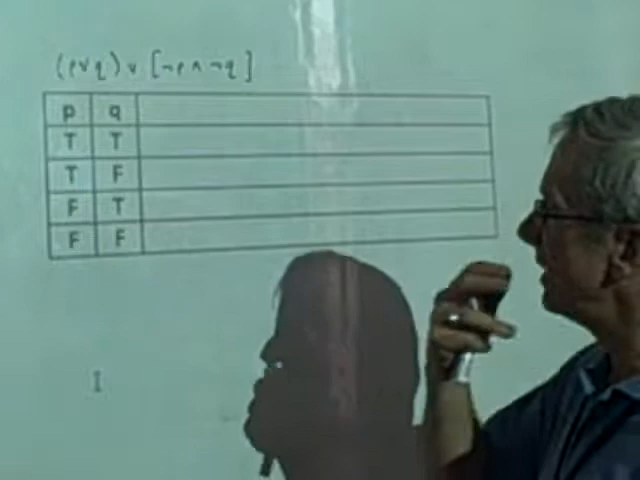 (p∨q) ∨ [¬p ∧ ¬q]
p q
T T
T F
F T
F F